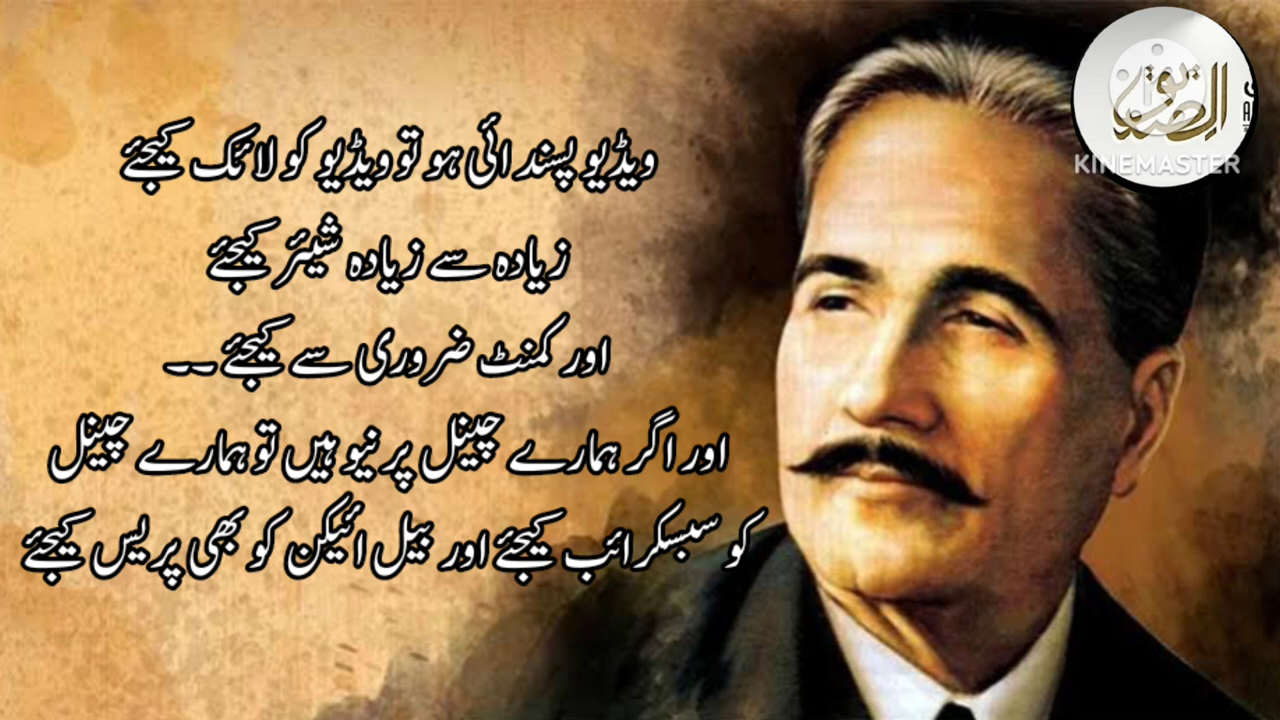 ویڈیو پسند ائی ہو تو ویڈیو کو لائک کیجئے
زیادہ سے زیادہ شیئر کیجئے
اور کمنٹ ضروری سے کیجئے ۔۔
اور اگر ہمارے چینل پر نیو ہیں تو ہمارے چینل
کو سبسکرائب کیجئے اور بیل ائیکن کو بھی پریس کیجئے
KINEMASTER